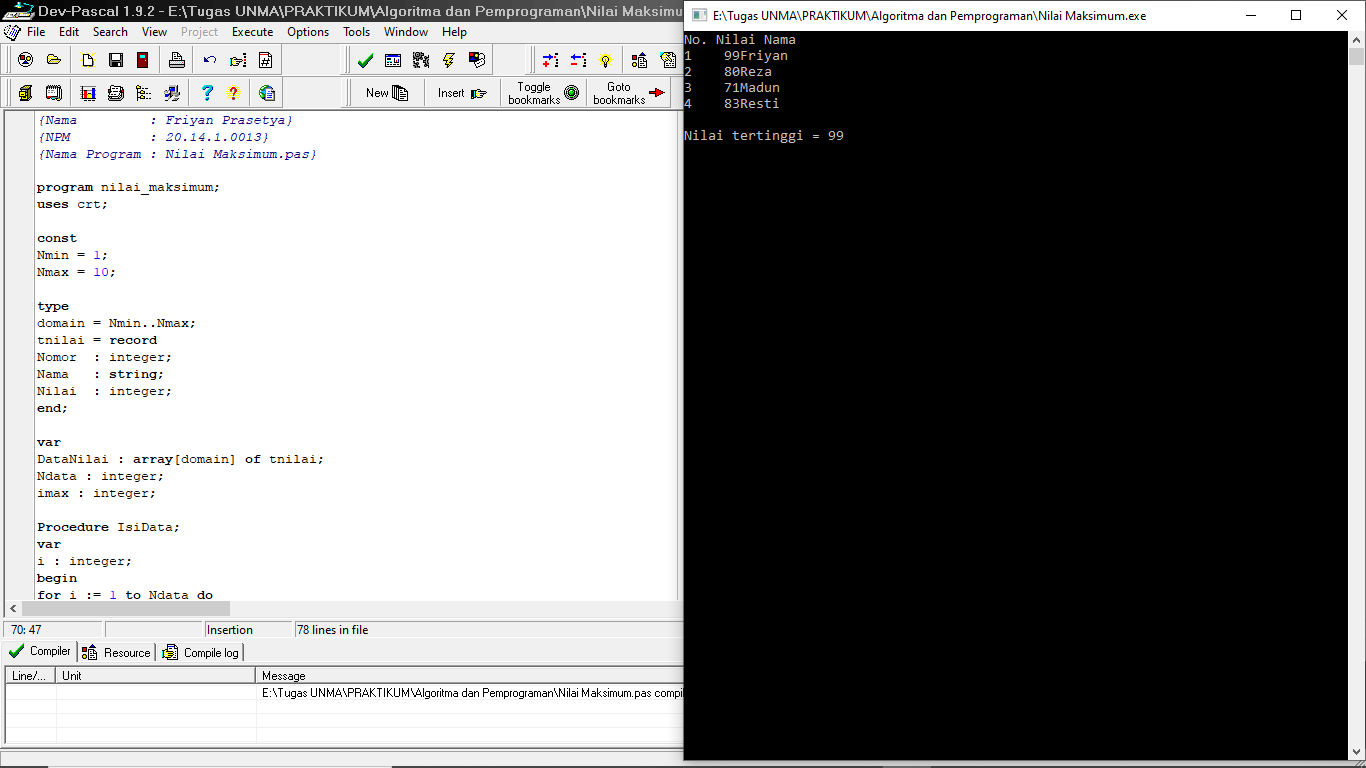 Dev-Pascal 1.9.2 - E:\Tugas UNMA\PRAKTIKUM\Algoritma dan Pemprograman\Nilai Maksimum
File Edit Search View Project Execute Options Tools Window Help
New Insert Toggle bookmarks Goto bookmarks
{Nama         : Friyan Prasetya}
{NPM          : 20.14.1.0013}
{Nama Program : Nilai Maksimum.pas}
program nilai_maksimum;
uses crt;
const
Nmin = 1;
Nmax = 10;
type
domain = Nmin..Nmax;
tnilai = record
Nomor  : integer;
Nama   : string;
Nilai  : integer;
end;
var
DataNilai : array[domain] of tnilai;
Ndata : integer;
imax : integer;
Procedure IsiData;
var
i : integer;
begin
for i := 1 to Ndata do
70: 47 Insertion 78 lines in file
Compiler Resource Compile log
Line/... Unit Message
E:\Tugas UNMA\PRAKTIKUM\Algoritma dan Pemprograman\Nilai Maksimum.pas compil
E:\Tugas UNMA\PRAKTIKUM\Algoritma dan Pemprograman\Nilai Maksimum.exe
No. Nilai Nama
1    99Friyan
2    80Reza
3    71Madun
4    83Resti
Nilai tertinggi = 99